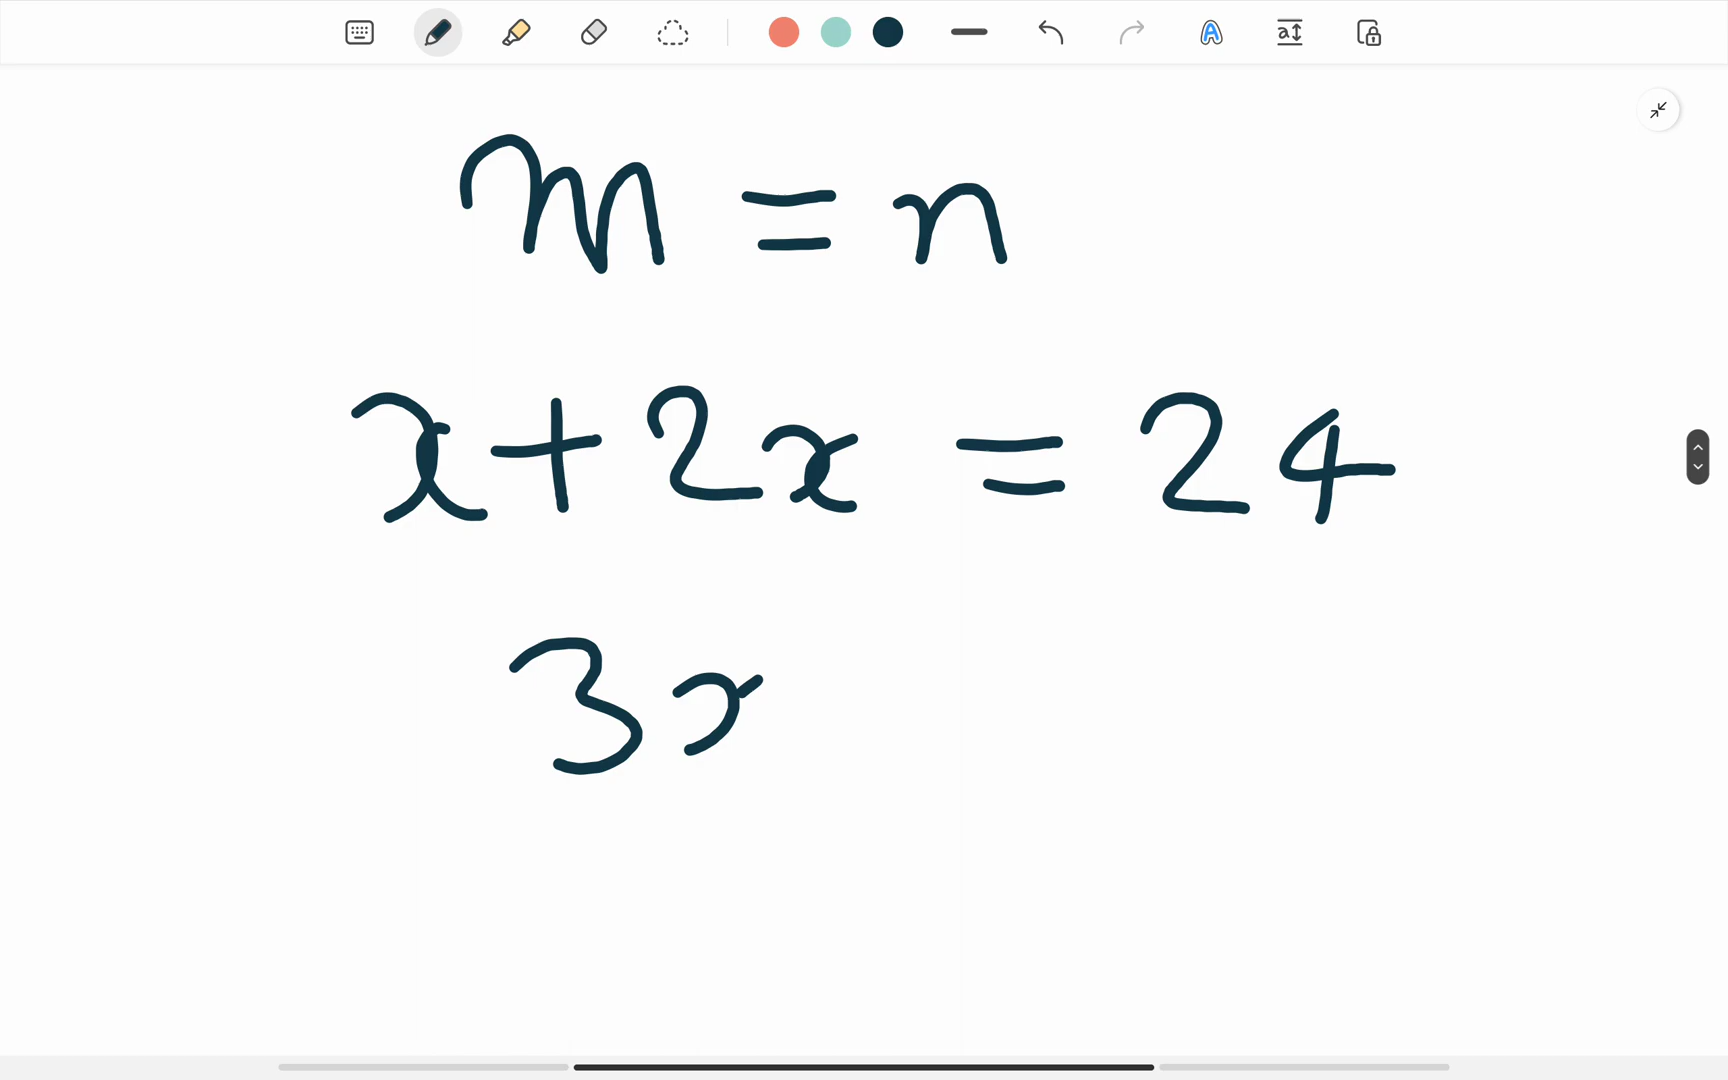 m = n
x + 2x = 24
3x